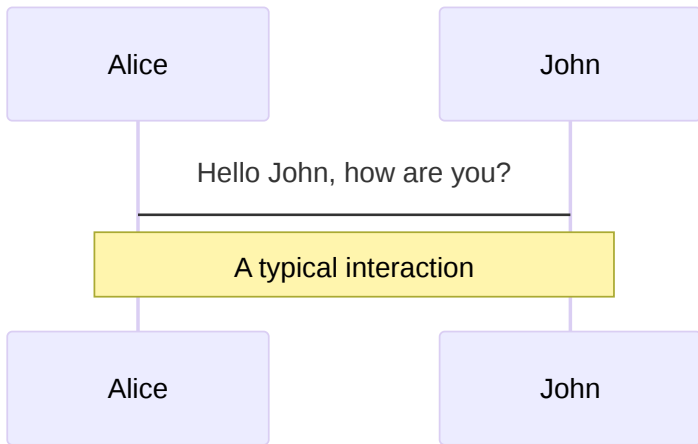 Alice
John
Hello John, how are you?
A typical interaction
Alice
John